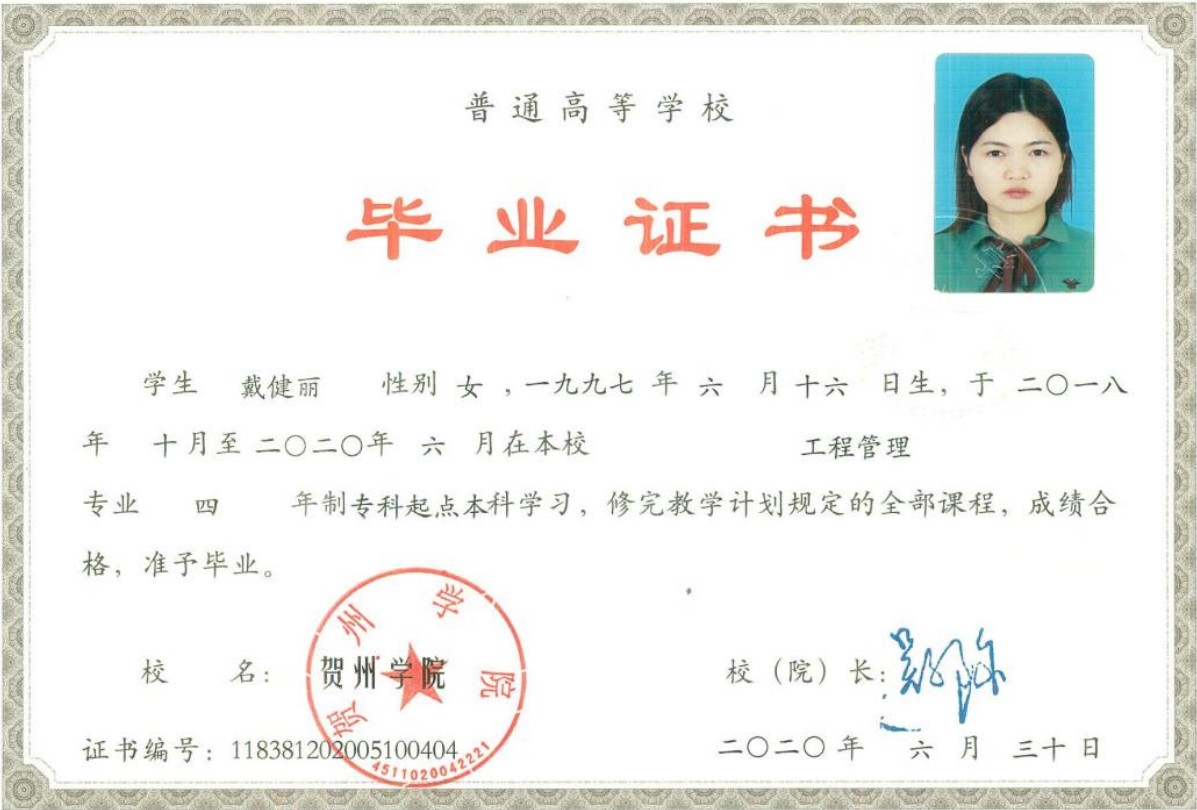 普通高等学校
毕业证书
学生 戴健丽 性别 女 ，一九九七 年 六 月 十六 日生，于 二〇一八
年 十月至 二〇二〇年 六 月在本校 工程管理
专业 四 年制专科起点本科学习，修完教学计划规定的全部课程，成绩合
格，准予毕业。
校 名： 贺州学院
校（院）长：
贺州学院
4511020042221
证书编号：118381202005100404
二〇二〇 年 六 月 三十 日